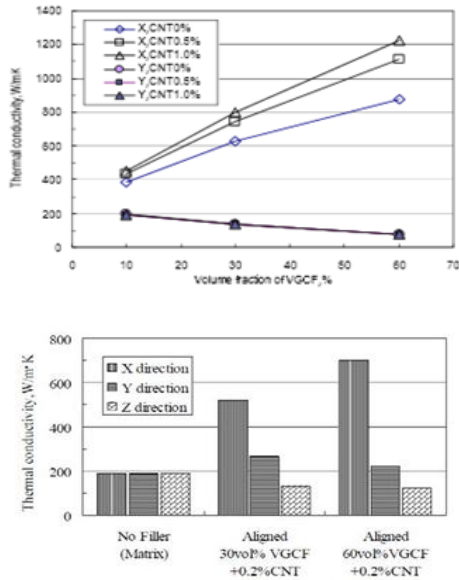 1400
1200
1000
800
600
400
200
0
Thermal conductivity,W/mK
X,CNT0%
X,CNT0.5%
X,CNT1.0%
Y,CNT0%
Y,CNT0.5%
Y,CNT1.0%
0 10 20 30 40 50 60 70
Volume fraction of VGCF,%
800
600
400
200
0
Thermal conductivity, W/m•K
X direction
Y direction
Z direction
No Filler
(Matrix)
Aligned
30vol% VGCF
+0.2%CNT
Aligned
60vol%VGCF
+0.2%CNT